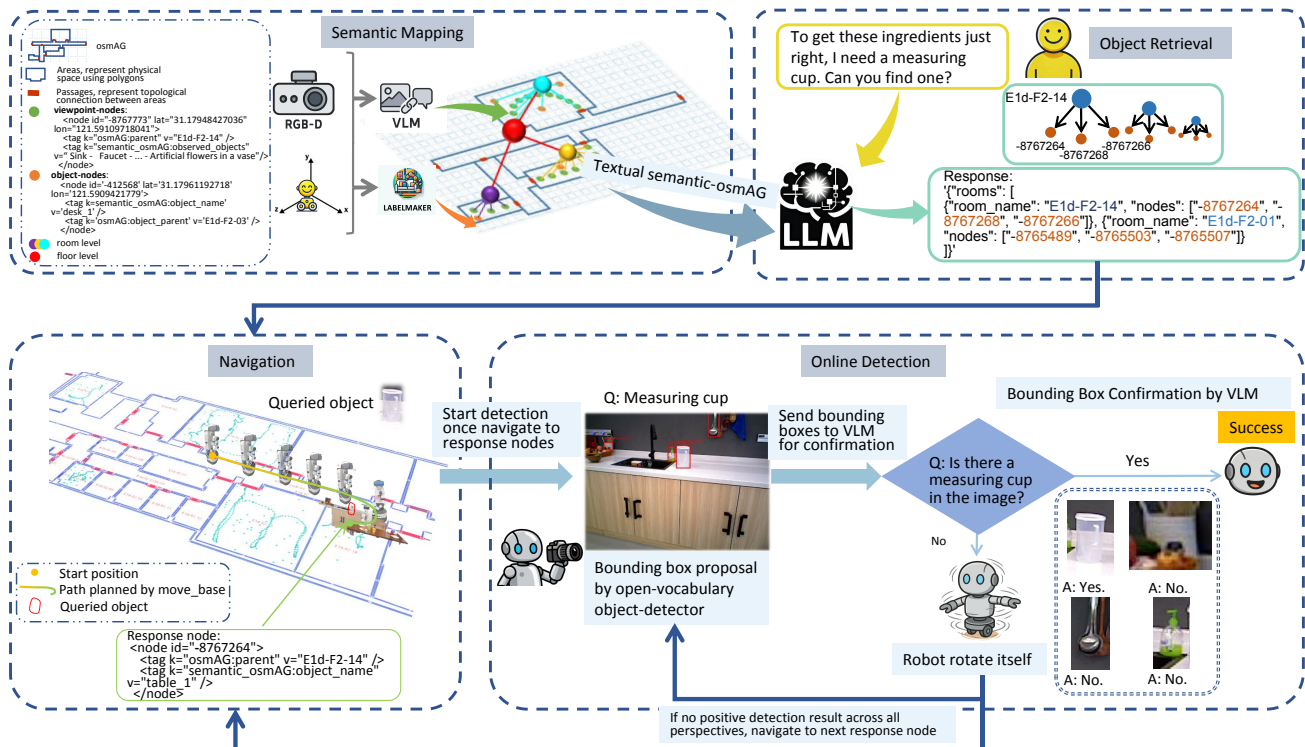 Semantic Mapping
osmAG
Areas, represent physical
space using polygons
Passages, represent topological
connection between areas
viewpoint-nodes:
<node id="-8767773" lat="31.17948427036"
lon="121.59109718041">
<tag k="osmAG:parent" v="E1d-F2-14" />
<tag k="semantic_osmAG:observed_objects"
v=" Sink - Faucet - ... - Artificial flowers in a vase"/>
</node>
object-nodes:
<node id='-412568' lat='31.17961192718'
lon='121.5909421779'>
<tag k=semantic_osmAG:object_name'
v='desk_1' />
<tag k='osmAG:object_parent' v='E1d-F2-03' />
</node>
room level
floor level
RGB-D
y
z
x
VLM
LABELMAKER
Textual semantic-osmAG
To get these ingredients just
right, I need a measuring
cup. Can you find one?
Object Retrieval
LLM
E1d-F2-14
-8767264
-8767268
-8767266
Response:
'{"rooms": [
{"room_name": "E1d-F2-14", "nodes": ["-8767264", "-
8767268", "-8767266"]}, {"room_name": "E1d-F2-01",
"nodes": ["-8765489", "-8765503", "-8765507"]}
]}'
Navigation
Queried object
Start position
Path planned by move_base
Queried object
Response node:
<node id="-8767264">
<tag k="osmAG:parent" v="E1d-F2-14" />
<tag k="semantic_osmAG:object_name"
v="table_1" />
</node>
Start detection
once navigate to
response nodes
Online Detection
Q: Measuring cup
Bounding box proposal
by open-vocabulary
object-detector
Send bounding
boxes to VLM
for confirmation
Bounding Box Confirmation by VLM
Q: Is there a
measuring cup
in the image?
Yes
Success
No
Robot rotate itself
A: Yes.
A: No.
A: No.
A: No.
If no positive detection result across all
perspectives, navigate to next response node